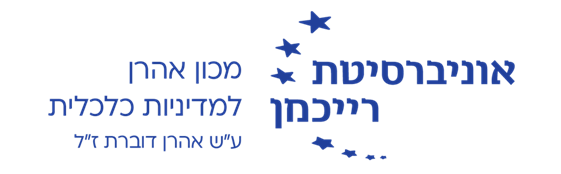 אוניברסיטת
רייכמן
מכון אהרן
למדיניות כלכלית
ע"ש אהרן דוברת ז"ל